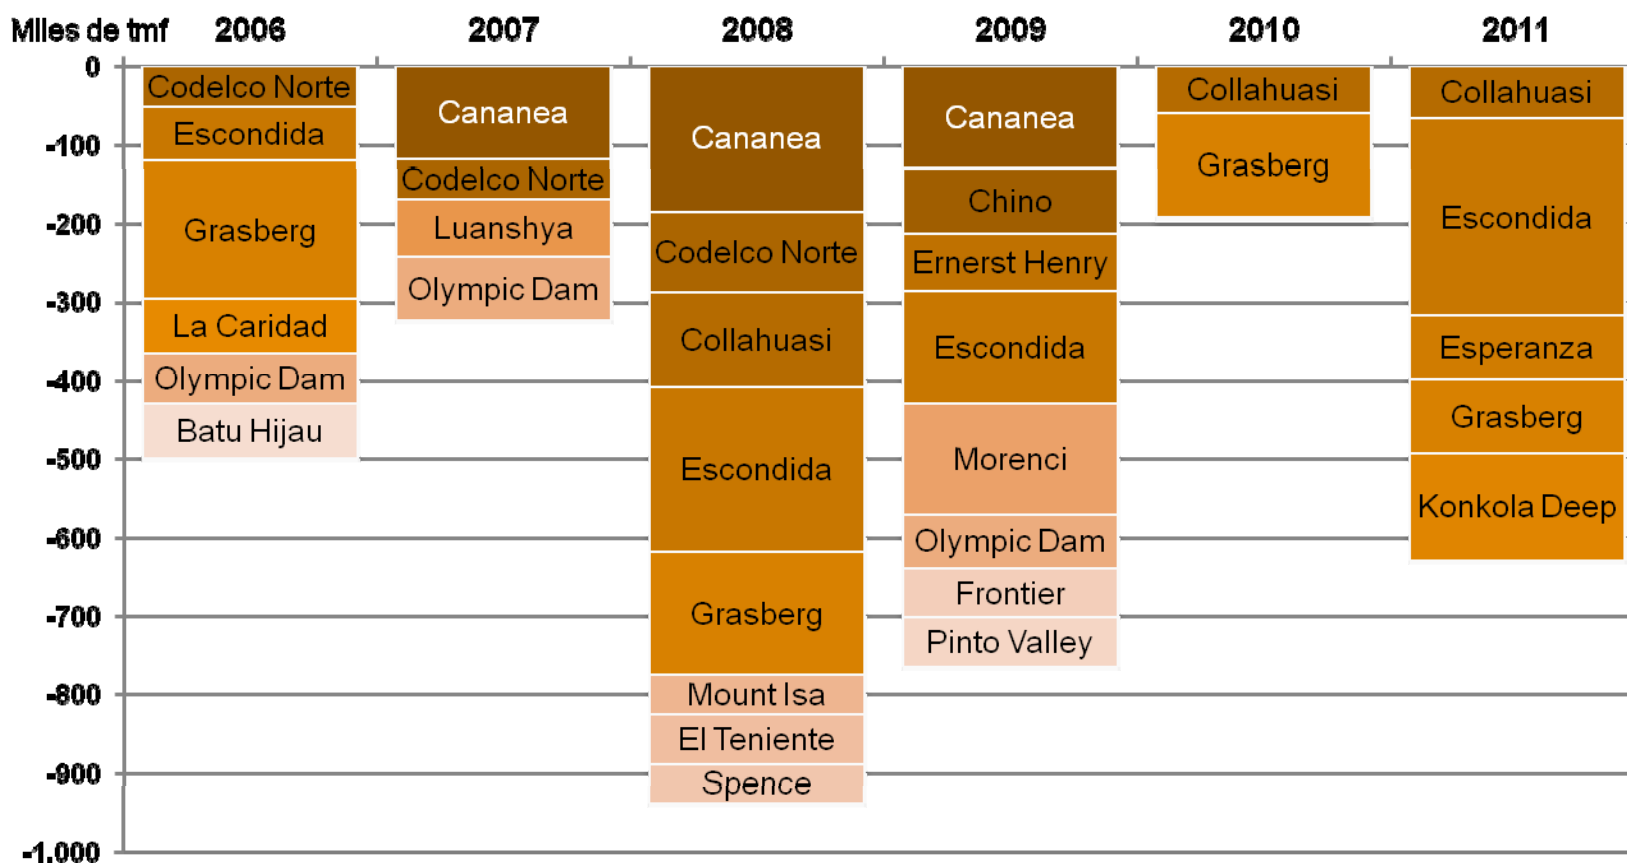 Miles de tmf 2006 2007 2008 2009 2010 2011
0
-100
-200
-300
-400
-500
-600
-700
-800
-900
-1.000
Codelco Norte
Escondida
Grasberg
La Caridad
Olympic Dam
Batu Hijau
Cananea
Codelco Norte
Luanshya
Olympic Dam
Cananea
Codelco Norte
Collahuasi
Escondida
Grasberg
Mount Isa
El Teniente
Spence
Cananea
Chino
Ernerst Henry
Escondida
Morenci
Olympic Dam
Frontier
Pinto Valley
Collahuasi
Grasberg
Collahuasi
Escondida
Esperanza
Grasberg
Konkola Deep